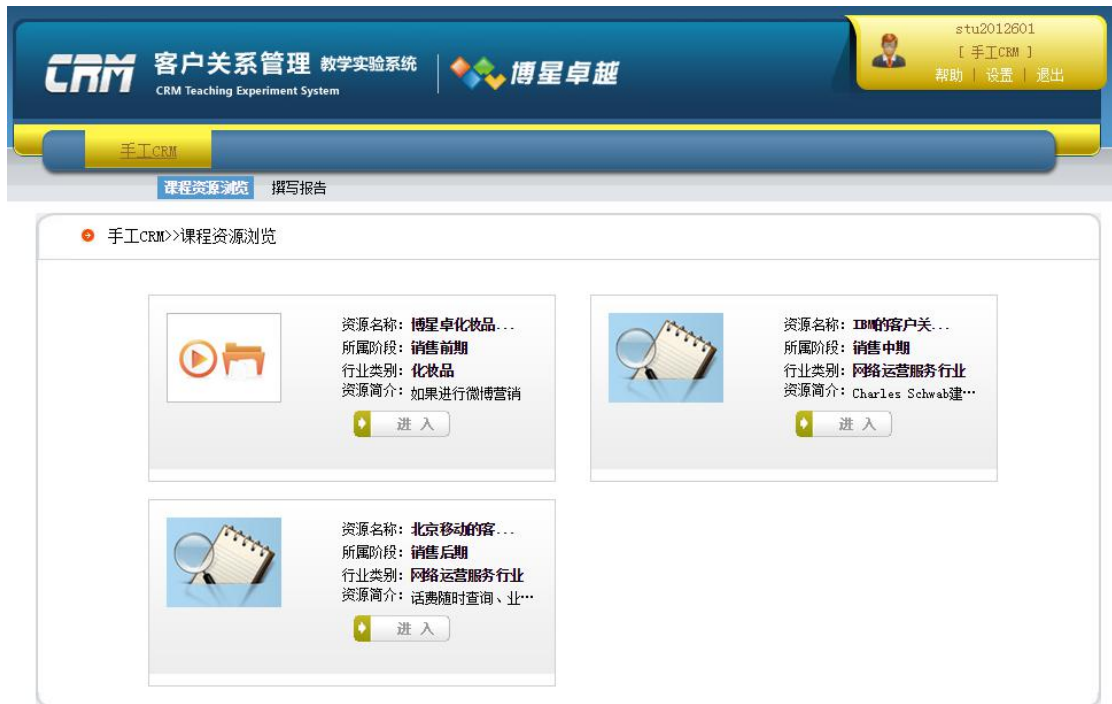 stu2012601
[ 手工CRM ]
帮助 | 设置 | 退出
CRM 客户关系管理 教学实验系统
CRM Teaching Experiment System
博星卓越
手工CRM
课程资源浏览 撰写报告
手工CRM>>课程资源浏览
资源名称: 博星卓化妆品...
所属阶段: 销售前期
行业类别: 化妆品
资源简介: 如果进行微博营销
进 入
资源名称: IBM的客户关...
所属阶段: 销售中期
行业类别: 网络运营服务行业
资源简介: Charles Schwab建…
进 入
资源名称: 北京移动的客...
所属阶段: 销售后期
行业类别: 网络运营服务行业
资源简介: 话费随时查询、业…
进 入